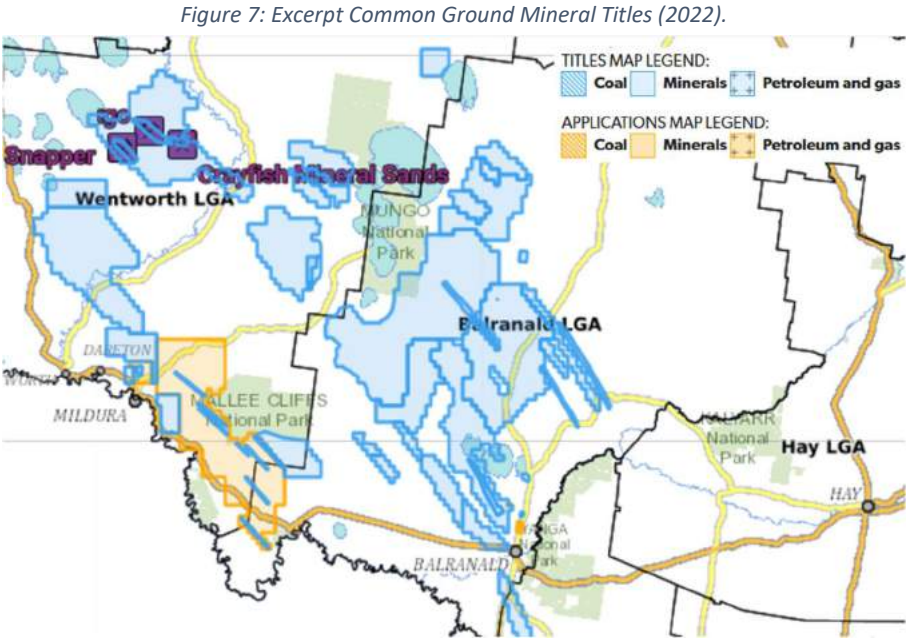 Figure 7: Excerpt Common Ground Mineral Titles (2022).
TITLES MAP LEGEND:
Coal Minerals Petroleum and gas
APPLICATIONS MAP LEGEND:
Coal Minerals Petroleum and gas
Snapper
Crayfish Mineral Sands
Wentworth LGA
MUNGO
National
Park
Balranald LGA
DARETON
MILDURA
MALLEE CLIFFS
National Park
National
Park
Hay LGA
HAY
National
Park
BALRANALD